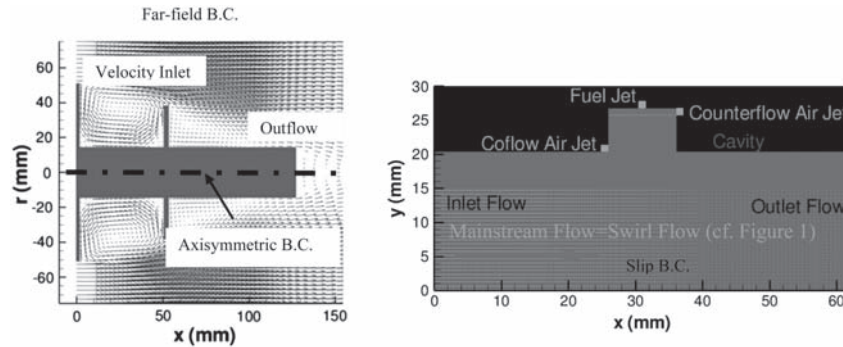 Far-field B.C.
Velocity Inlet
Outflow
Axisymmetric B.C.
60
40
20
0
-20
-40
-60
r (mm)
0
50
100
150
x (mm)
Fuel Jet
Counterflow Air Jet
Coflow Air Jet
Cavity
Inlet Flow
Outlet Flow
Mainstream Flow=Swirl Flow (cf. Figure 1)
Slip B.C.
30
25
20
15
10
5
0
y (mm)
0
10
20
30
40
50
60
x (mm)